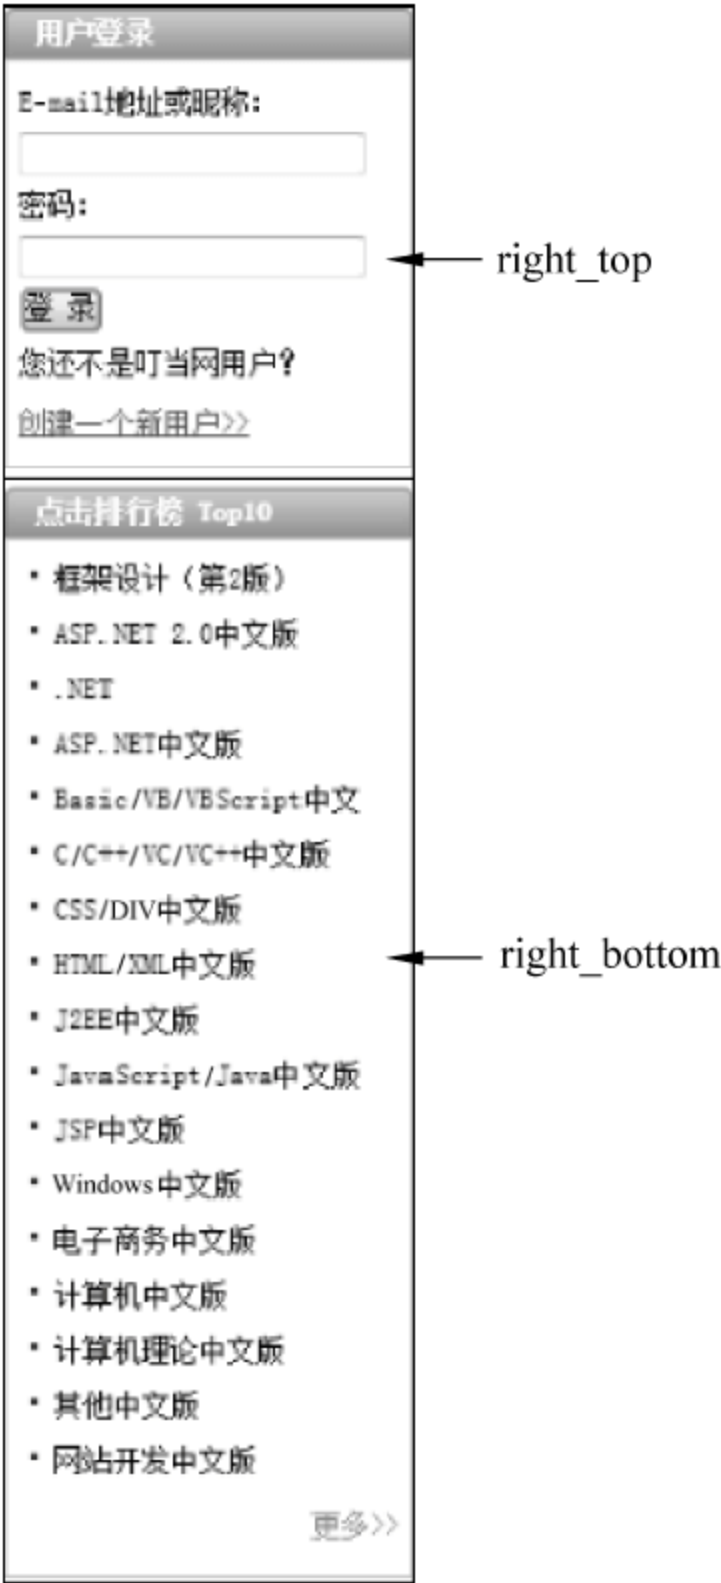 用户登录
E-mail地址或昵称:
密码:
right_top
登 录
您还不是叮当网用户?
创建一个新用户>>
点击排行榜 Top10
· 框架设计（第2版）
· ASP.NET 2.0中文版
· .NET
· ASP.NET中文版
· Basic/VB/VBScript中文
· C/C++/VC/VC++中文版
· CSS/DIV中文版
· HTML/XML中文版
right_bottom
· J2EE中文版
· JavaScript/Java中文版
· JSP中文版
· Windows中文版
· 电子商务中文版
· 计算机中文版
· 计算机理论中文版
· 其他中文版
· 网站开发中文版
更多>>